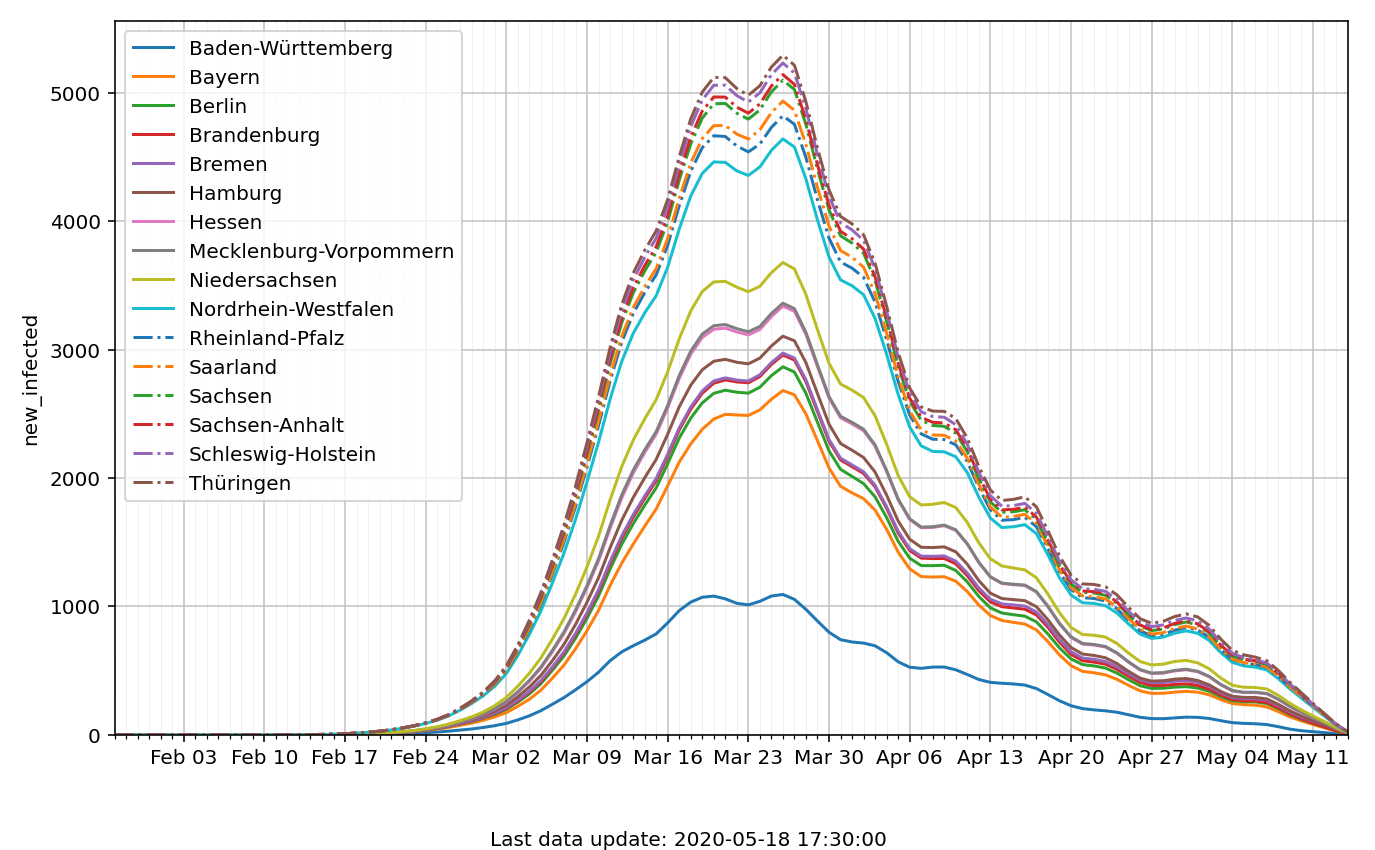 Baden-Württemberg
Bayern
Berlin
Brandenburg
Bremen
Hamburg
Hessen
Mecklenburg-Vorpommern
Niedersachsen
Nordrhein-Westfalen
Rheinland-Pfalz
Saarland
Sachsen
Sachsen-Anhalt
Schleswig-Holstein
Thüringen
new_infected
5000
4000
3000
2000
1000
0
Feb 03 Feb 10 Feb 17 Feb 24 Mar 02 Mar 09 Mar 16 Mar 23 Mar 30 Apr 06 Apr 13 Apr 20 Apr 27 May 04 May 11
Last data update: 2020-05-18 17:30:00